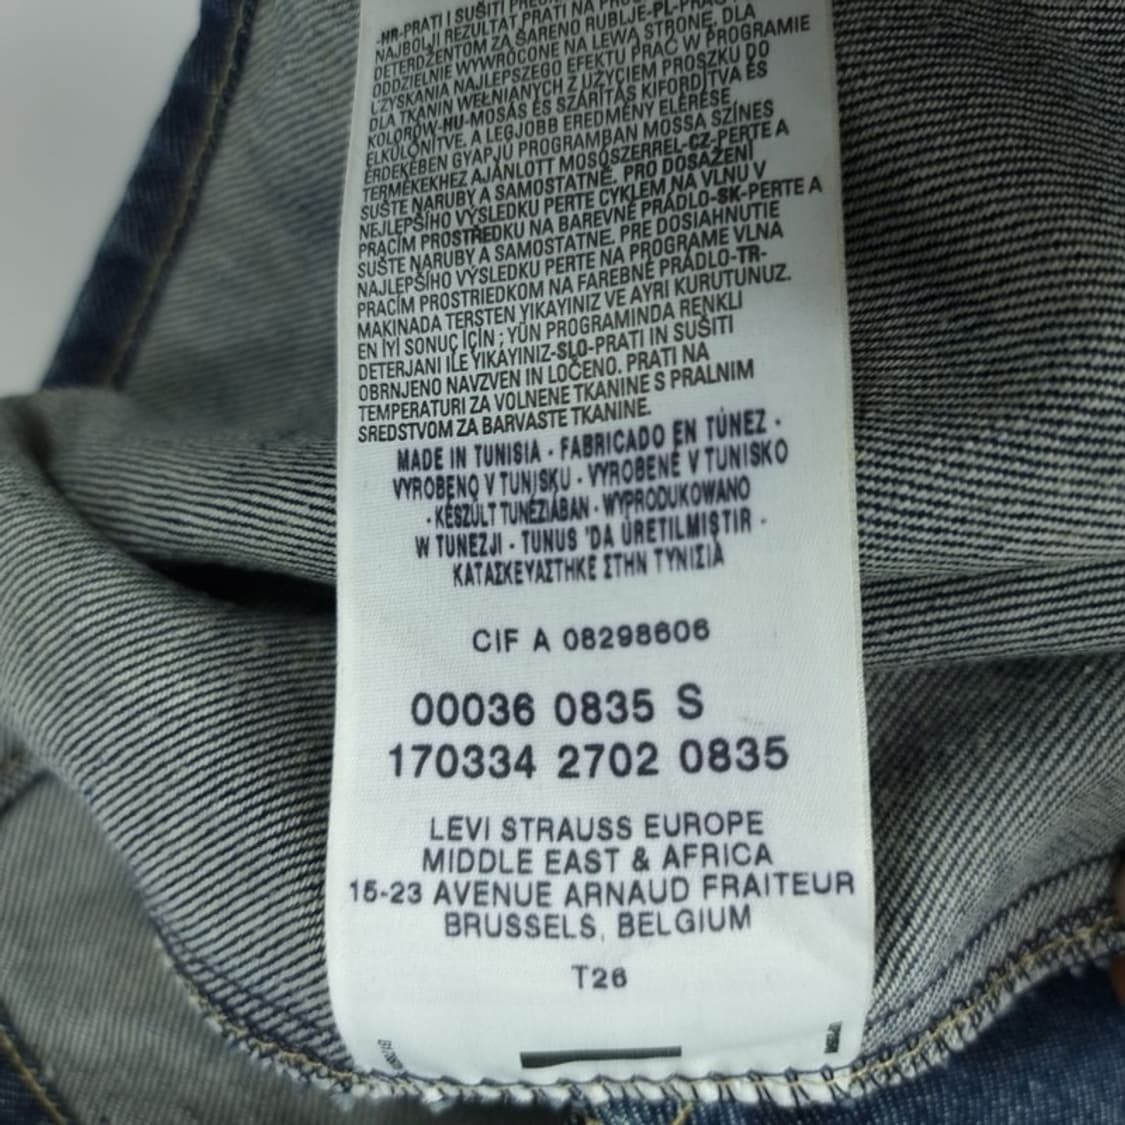 -HR-PRATI I SUŠITI
NAJBOLJI REZULTAT PRATI NA
DETERDŽENTOM ZA ŠARENO RUBLJE-PL-PRAĆ
ODDZIELNIE WYWRÓCONE NA LEWĄ STRONĘ, DLA
UZYSKANIA NAJLEPSZEGO EFEKTU PRAĆ W PROGRAMIE
DLA TKANIN WEŁNIANYCH Z UŻYCIEM PROSZKU DO
KOLORÓW-HU-MOSÁS ÉS SZÁRÍTÁS KIFORDÍTVA ÉS
ELKÜLÖNÍTVE. A LEGJOBB EREDMÉNY ELÉRÉSE
ÉRDEKÉBEN GYAPJÚ PROGRAMBAN MOSSA SZÍNES
TERMÉKEKHEZ AJÁNLOTT MOSÓSZERREL-CZ-PERTE A
SUŠTE NARUBY A SAMOSTATNĚ. PRO DOSAŽENÍ
NEJLEPŠÍHO VÝSLEDKU PERTE CYKLEM NA VLNU V
PRACÍM PROSTŘEDKU NA BAREVNÉ PRÁDLO-SK-PERTE A
SUŠTE NARUBY A SAMOSTATNE. PRE DOSIAHNUTIE
NAJLEPŠÍHO VÝSLEDKU PERTE NA PROGRAME VLNA
PRACÍM PROSTRIEDKOM NA FAREBNÉ PRÁDLO-TR-
MAKINADA TERSTEN YIKAYINIZ VE AYRI KURUTUNUZ.
EN İYİ SONUÇ İÇİN ; YÜN PROGRAMINDA RENKLI
DETERJANI ILE YIKAYINIZ-SLO-PRATI IN SUŠITI
OBRNJENO NAVZVEN IN LOČENO. PRATI NA
TEMPERATURI ZA VOLNENE TKANINE S PRALNIM
SREDSTVOM ZA BARVASTE TKANINE.
MADE IN TUNISIA - FABRICADO EN TÚNEZ -
VYROBENO V TUNISKU - VYROBENÉ V TUNISKO
- KÉSZÜLT TUNÉZIÁBAN - WYPRODUKOWANO
W TUNEZJI - TUNUS 'DA ÜRETILMIŞTIR -
ΚΑΤΑΣΚΕΥΑΣΤΗΚΕ ΣΤΗΝ ΤΥΝΙΣΙΑ
CIF A 08298606
00036 0835 S
170334 2702 0835
LEVI STRAUSS EUROPE
MIDDLE EAST & AFRICA
15-23 AVENUE ARNAUD FRAITEUR
BRUSSELS, BELGIUM
T26